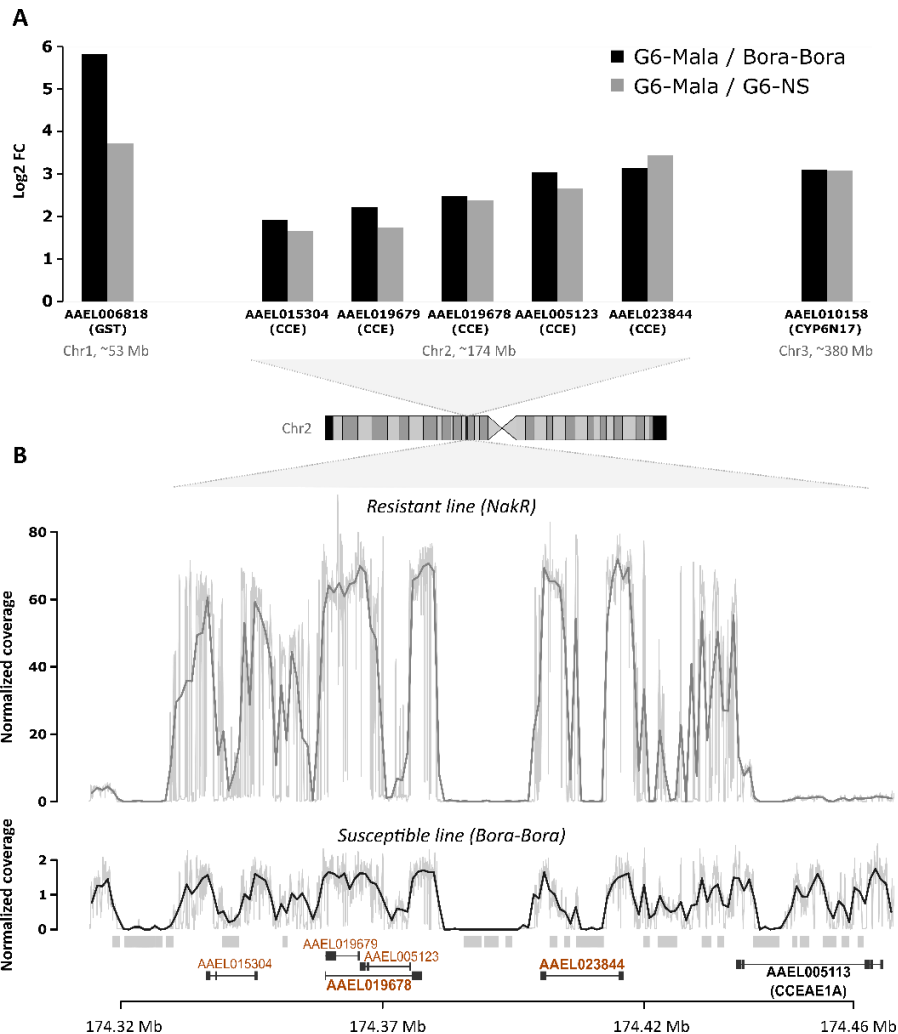 A
6
5
4
3
2
1
0
Log2 FC
G6-Mala / Bora-Bora
G6-Mala / G6-NS
AAEL006818 AAEL015304 AAEL019679 AAEL019678 AAEL005123 AAEL023844 AAEL010158
(GST) (CCE) (CCE) (CCE) (CCE) (CCE) (CYP6N17)
Chr1, ~53 Mb Chr2, ~174 Mb Chr3, ~380 Mb
Chr2
B
Resistant line (NakR)
80
60
40
20
0
Normalized coverage
Susceptible line (Bora-Bora)
2
1
0
Normalized coverage
AAEL019679
AAEL005123
AAEL015304
AAEL019678
AAEL023844
AAEL005113
(CCEAE1A)
174.32 Mb 174.37 Mb 174.42 Mb 174.46 Mb